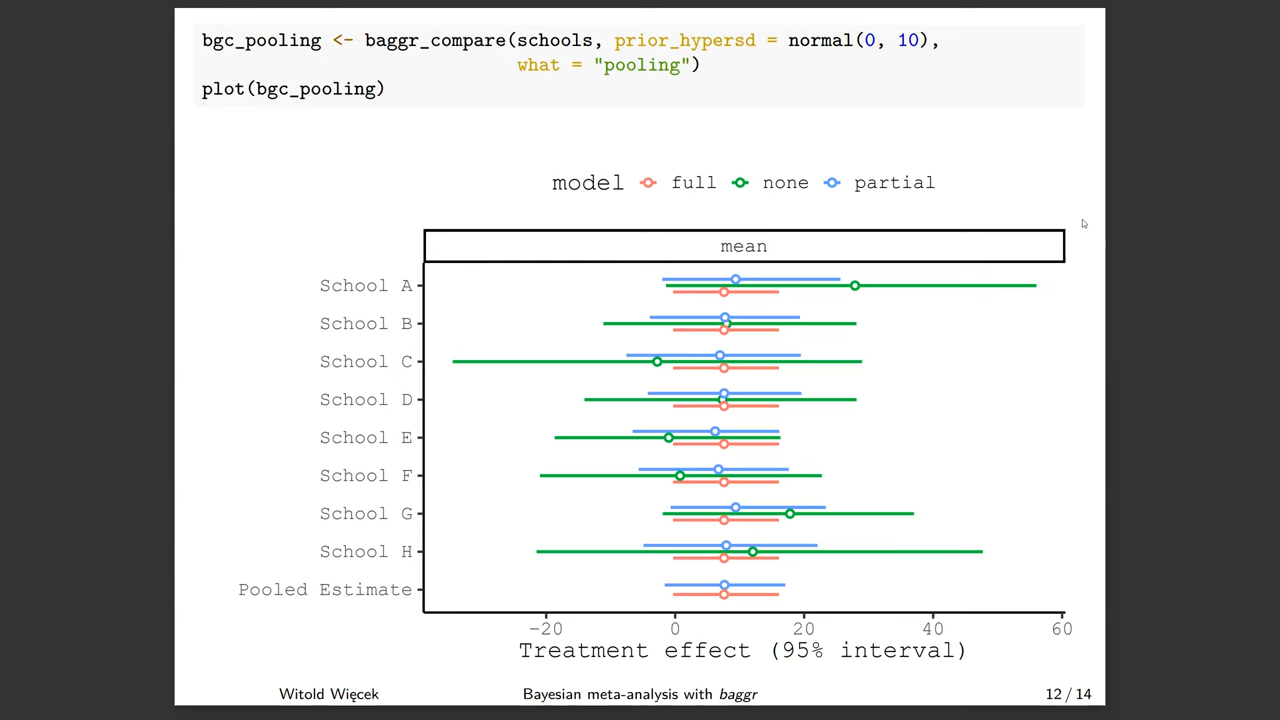 bgc_pooling <- baggr_compare(schools, prior_hypersd = normal(0, 10),
what = "pooling")
plot(bgc_pooling)
model full none partial
mean
School A
School B
School C
School D
School E
School F
School G
School H
Pooled Estimate
−20 0 20 40 60
Treatment effect (95% interval)
Witold Więcek Bayesian meta-analysis with baggr 12 / 14